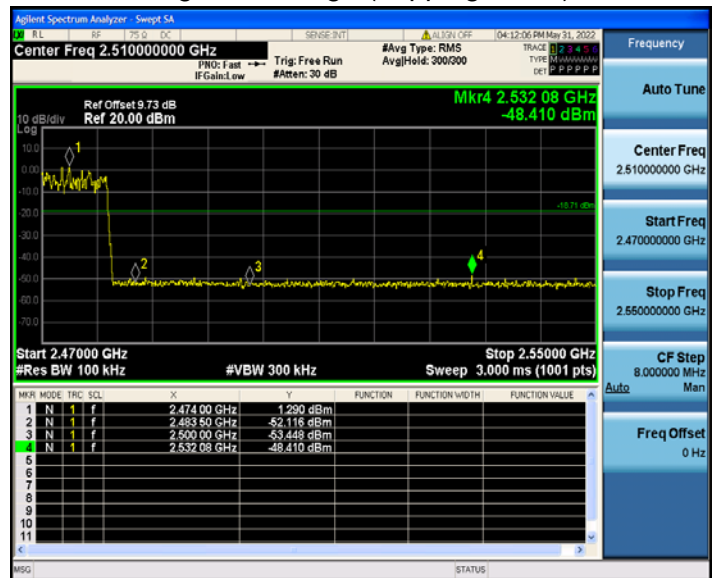 Agilent Spectrum Analyzer - Swept SA
RL RF 75 Ω DC SENSE:INT ALIGN OFF 04:12:06 PM May 31, 2022
Center Freq 2.510000000 GHz #Avg Type: RMS TRACE 1 2 3 4 5 6
PNO: Fast Trig: Free Run Avg|Hold: 300/300 TYPE M
IFGain:Low #Atten: 30 dB DET P P P P P P
Ref Offset 9.73 dB Mkr4 2.532 08 GHz
10 dB/div Ref 20.00 dBm -48.410 dBm
Log
10.0
0.00
-10.0
-20.0
-30.0
-40.0
-50.0
-60.0
-70.0
1
2
3
4
-18.71 dBm
Start 2.47000 GHz Stop 2.55000 GHz
#Res BW 100 kHz #VBW 300 kHz Sweep 3.000 ms (1001 pts)
MKR MODE TRC SCL X Y FUNCTION FUNCTION WIDTH FUNCTION VALUE
1 N 1 f 2.474 00 GHz 1.290 dBm
2 N 1 f 2.483 50 GHz -52.116 dBm
3 N 1 f 2.500 00 GHz -53.448 dBm
4 N 1 f 2.532 08 GHz -48.410 dBm
5
6
7
8
9
10
11
MSG STATUS
Frequency
Auto Tune
Center Freq
2.510000000 GHz
Start Freq
2.470000000 GHz
Stop Freq
2.550000000 GHz
CF Step
8.000000 MHz
Auto Man
Freq Offset
0 Hz